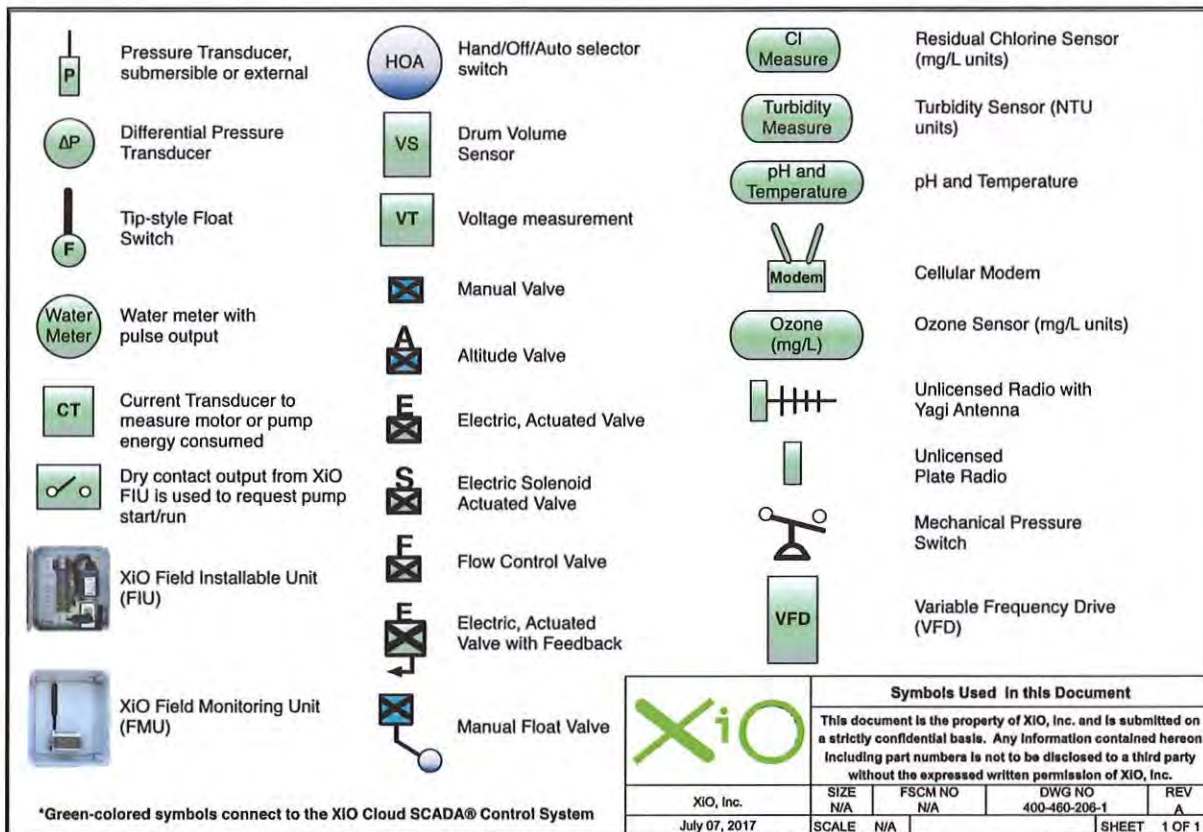 P
Pressure Transducer,
submersible or external
ΔP
Differential Pressure
Transducer
F
Tip-style Float
Switch
Water
Meter
Water meter with
pulse output
CT
Current Transducer to
measure motor or pump
energy consumed
Dry contact output from XiO
FIU is used to request pump
start/run
XiO Field Installable Unit
(FIU)
XiO Field Monitoring Unit
(FMU)
*Green-colored symbols connect to the XiO Cloud SCADA® Control System
HOA
Hand/Off/Auto selector
switch
VS
Drum Volume
Sensor
VT
Voltage measurement
Manual Valve
A
Altitude Valve
E
Electric, Actuated Valve
S
Electric Solenoid
Actuated Valve
F
Flow Control Valve
E
Electric, Actuated
Valve with Feedback
Manual Float Valve
Cl
Measure
Residual Chlorine Sensor
(mg/L units)
Turbidity
Measure
Turbidity Sensor (NTU
units)
pH and
Temperature
pH and Temperature
Modem
Cellular Modem
Ozone
(mg/L)
Ozone Sensor (mg/L units)
Unlicensed Radio with
Yagi Antenna
Unlicensed
Plate Radio
Mechanical Pressure
Switch
VFD
Variable Frequency Drive
(VFD)
XiO
Symbols Used in this Document
This document is the property of XiO, Inc. and is submitted on
a strictly confidential basis. Any information contained hereon
including part numbers is not to be disclosed to a third party
without the expressed written permission of XiO, Inc.
XiO, Inc.
SIZE FSCM NO DWG NO REV
N/A N/A 400-460-206-1 A
July 07, 2017 SCALE N/A SHEET 1 OF 1